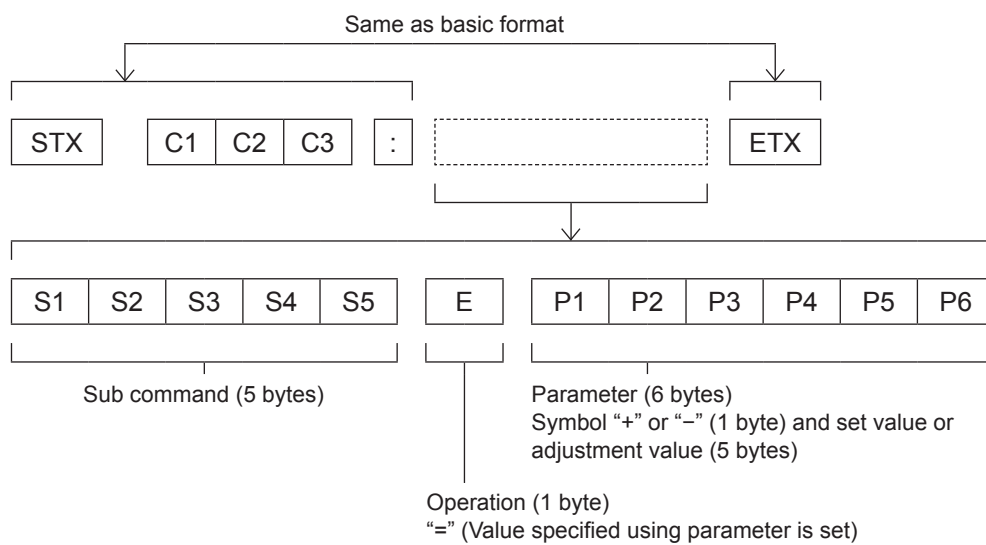 Same as basic format
STX C1 C2 C3 : ETX
S1 S2 S3 S4 S5 E P1 P2 P3 P4 P5 P6
Sub command (5 bytes)
Parameter (6 bytes)
Symbol “+” or “−” (1 byte) and set value or
adjustment value (5 bytes)
Operation (1 byte)
“=” (Value specified using parameter is set)